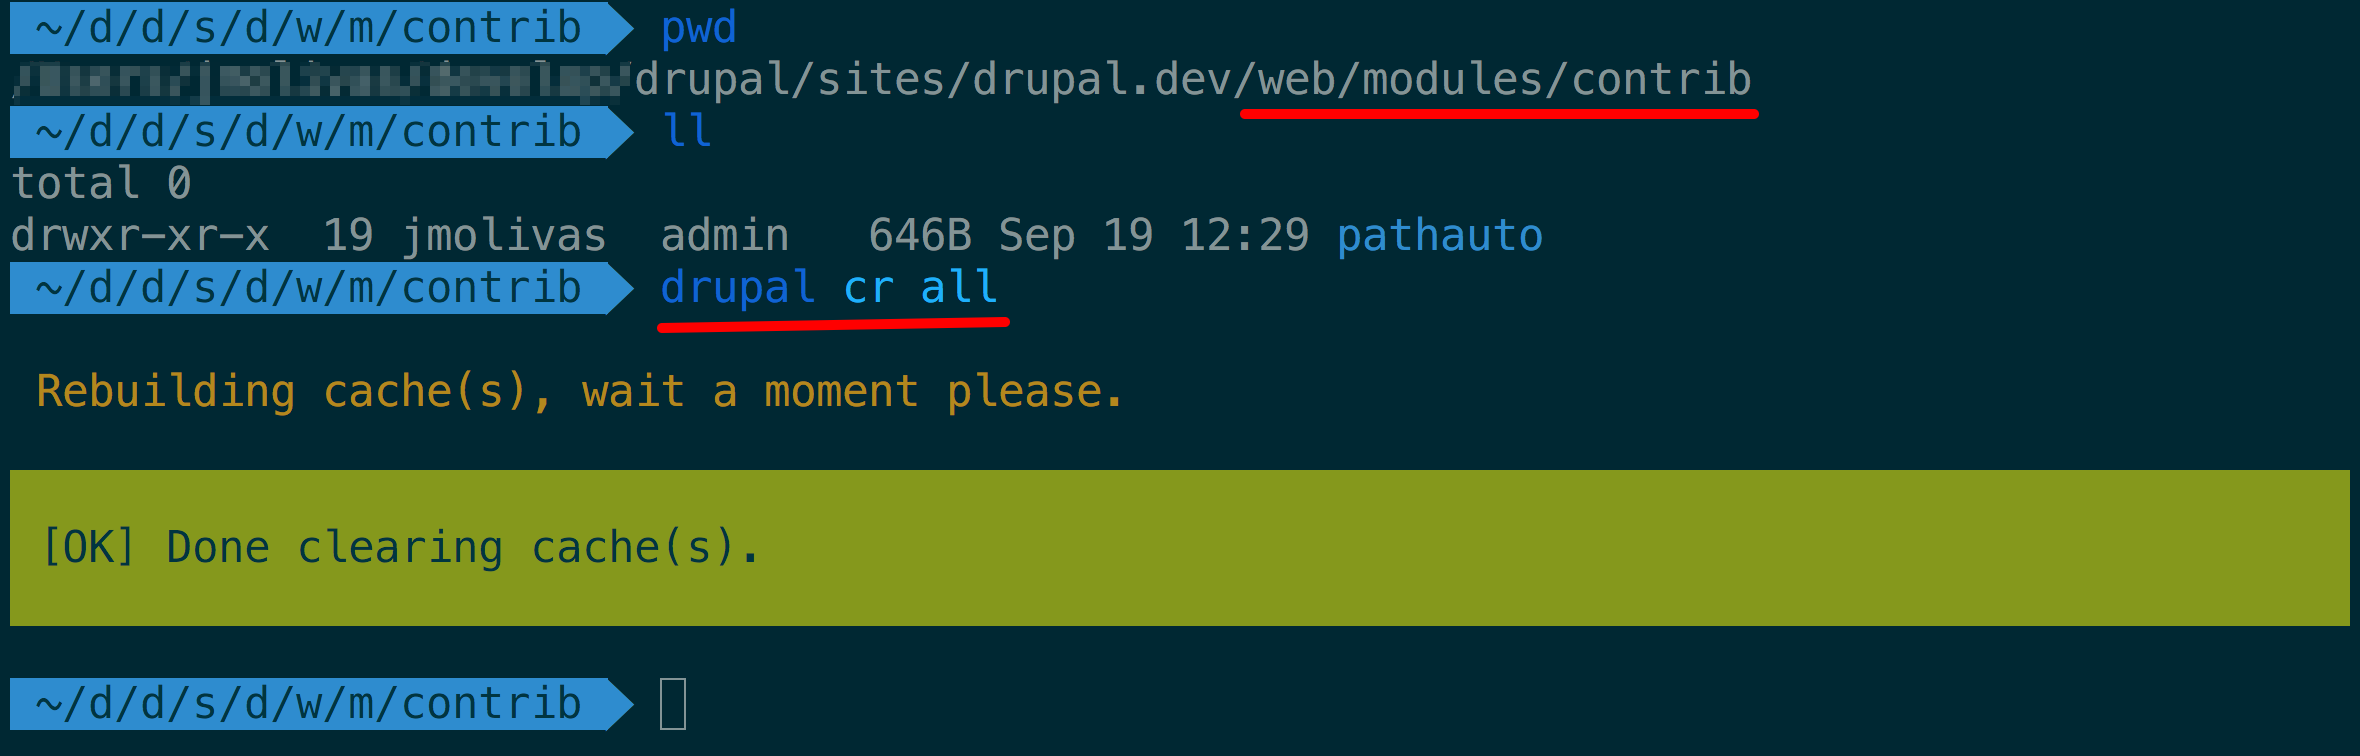 ~/d/d/s/d/w/m/contrib pwd
/drupal/sites/drupal.dev/web/modules/contrib
~/d/d/s/d/w/m/contrib ll
total 0
drwxr-xr-x 19 jmolivas admin 646B Sep 19 12:29 pathauto
~/d/d/s/d/w/m/contrib drupal cr all
Rebuilding cache(s), wait a moment please.
[OK] Done clearing cache(s).
~/d/d/s/d/w/m/contrib